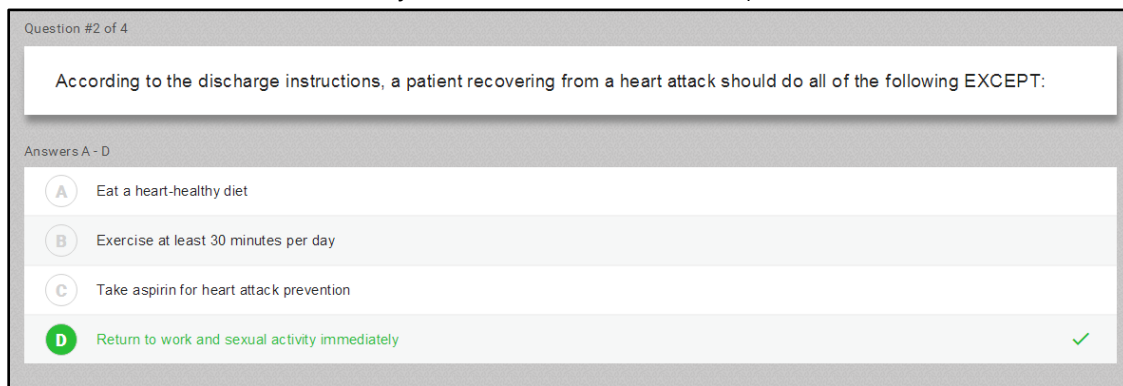 Question #2 of 4
According to the discharge instructions, a patient recovering from a heart attack should do all of the following EXCEPT:
Answers A - D
A Eat a heart-healthy diet
B Exercise at least 30 minutes per day
C Take aspirin for heart attack prevention
D Return to work and sexual activity immediately